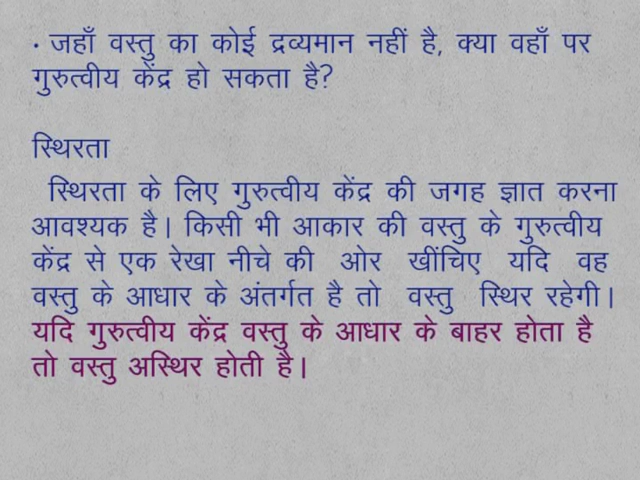 • जहाँ वस्तु का कोई द्रव्यमान नहीं है, क्या वहाँ पर
गुरुत्वीय केंद्र हो सकता है?
स्थिरता
स्थिरता के लिए गुरुत्वीय केंद्र की जगह ज्ञात करना
आवश्यक है। किसी भी आकार की वस्तु के गुरुत्वीय
केंद्र से एक रेखा नीचे की ओर खींचिए यदि वह
वस्तु के आधार के अंतर्गत है तो वस्तु स्थिर रहेगी।
यदि गुरुत्वीय केंद्र वस्तु के आधार के बाहर होता है
तो वस्तु अस्थिर होती है।